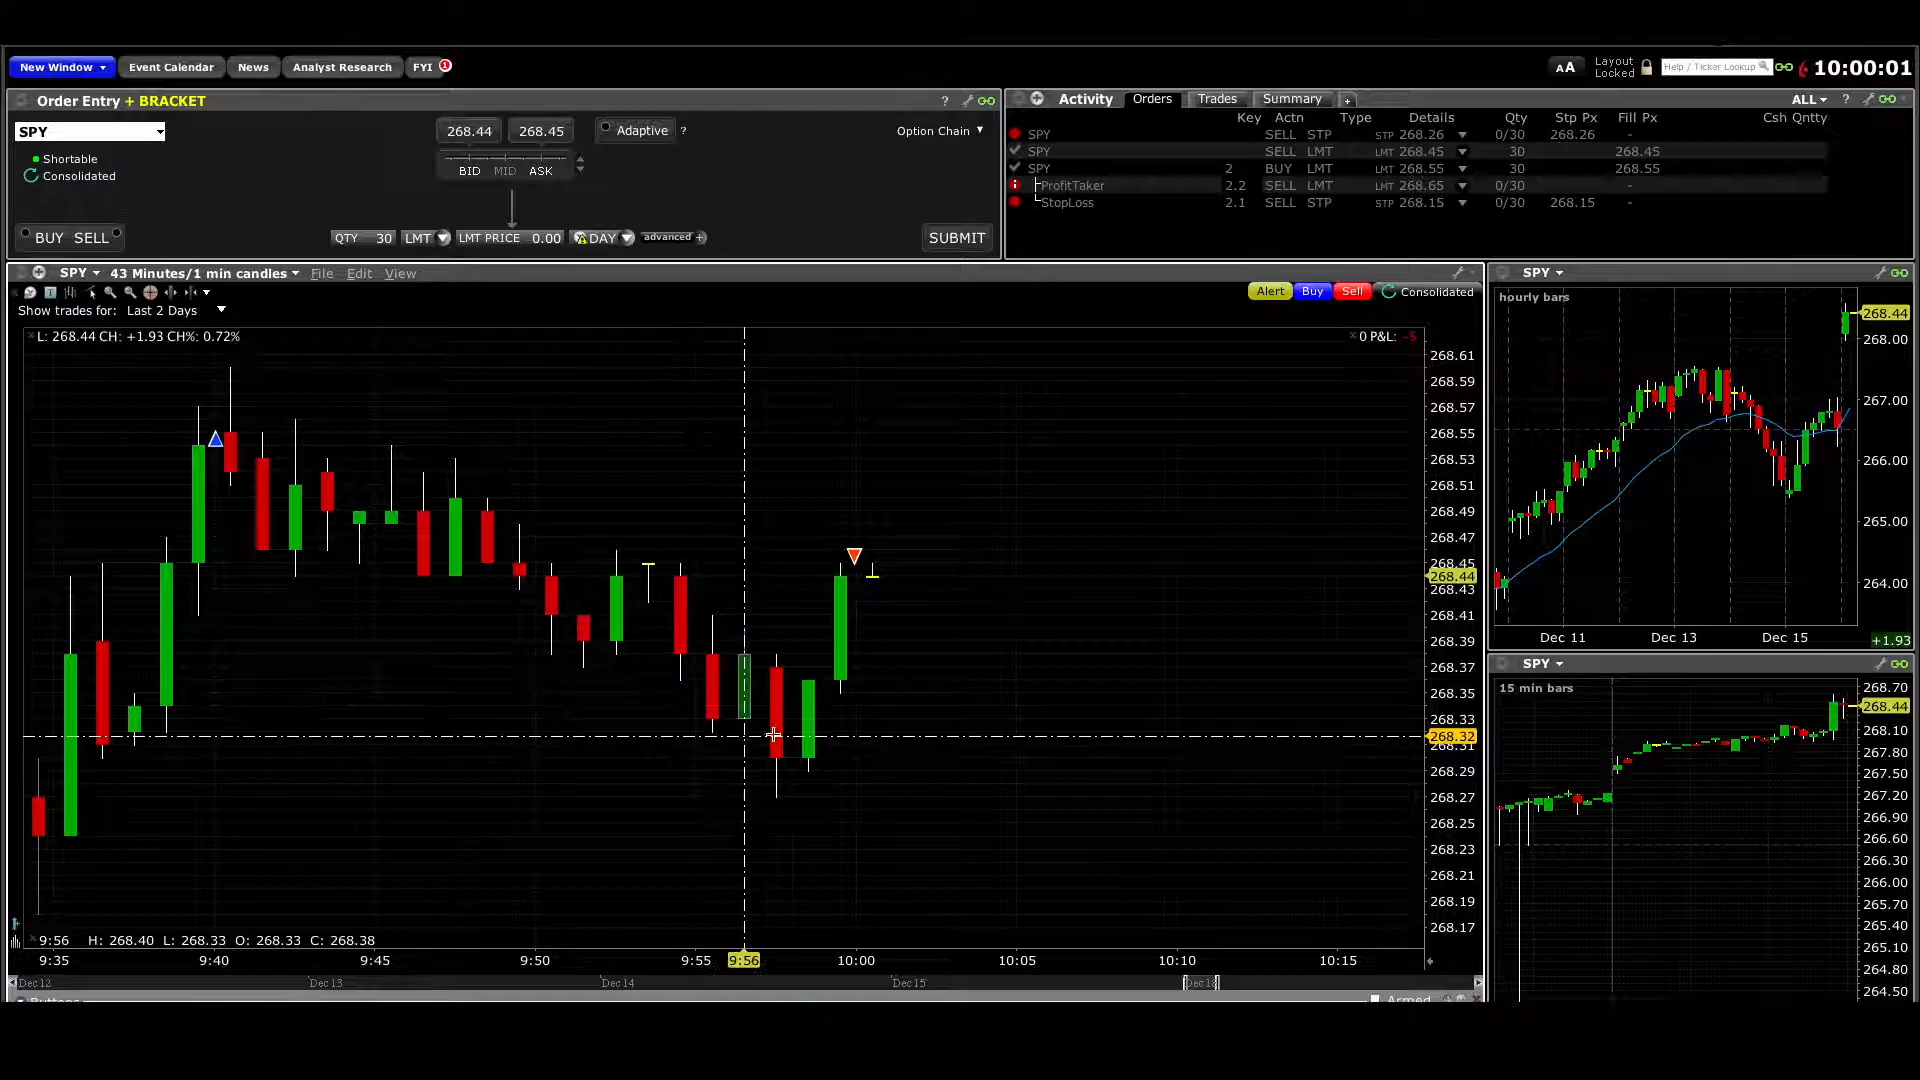 New Window Event Calendar News Analyst Research FYI 1 AA Layout Locked Help / Ticker Lookup 10:00:01
Order Entry + BRACKET ?
SPY 268.44 268.45 Adaptive ? Option Chain
Shortable
Consolidated BID MID ASK
BUY SELL QTY 30 LMT LMT PRICE 0.00 DAY advanced + SUBMIT
Activity Orders Trades Summary + ALL ?
Key Actn Type Details Qty Stp Px Fill Px Csh Qntty
SPY SELL STP STP 268.26 0/30 268.26 -
SPY SELL LMT LMT 268.45 30 268.45
SPY 2 BUY LMT LMT 268.55 30 268.55
ProfitTaker 2.2 SELL LMT LMT 268.65 0/30 -
StopLoss 2.1 SELL STP STP 268.15 0/30 268.15 -
SPY 43 Minutes/1 min candles File Edit View
Alert Buy Sell Consolidated
Show trades for: Last 2 Days
L: 268.44 CH: +1.93 CH%: 0.72% 0 P&L: -5
268.61
268.59
268.57
268.55
268.53
268.51
268.49
268.47
268.45
268.44
268.43
268.41
268.39
268.37
268.35
268.33
268.32
268.31
268.29
268.27
268.25
268.23
268.21
268.19
268.17
9:56 H: 268.40 L: 268.33 O: 268.33 C: 268.38
9:35 9:40 9:45 9:50 9:55 9:56 10:00 10:05 10:10 10:15
Dec12 Dec13 Dec14 Dec15
SPY
hourly bars
268.44
268.00
267.00
266.00
265.00
264.00
Dec 11 Dec 13 Dec 15 +1.93
SPY
15 min bars
268.70
268.44
268.10
267.80
267.50
267.20
266.90
266.60
266.30
266.00
265.70
265.40
265.10
264.80
264.50